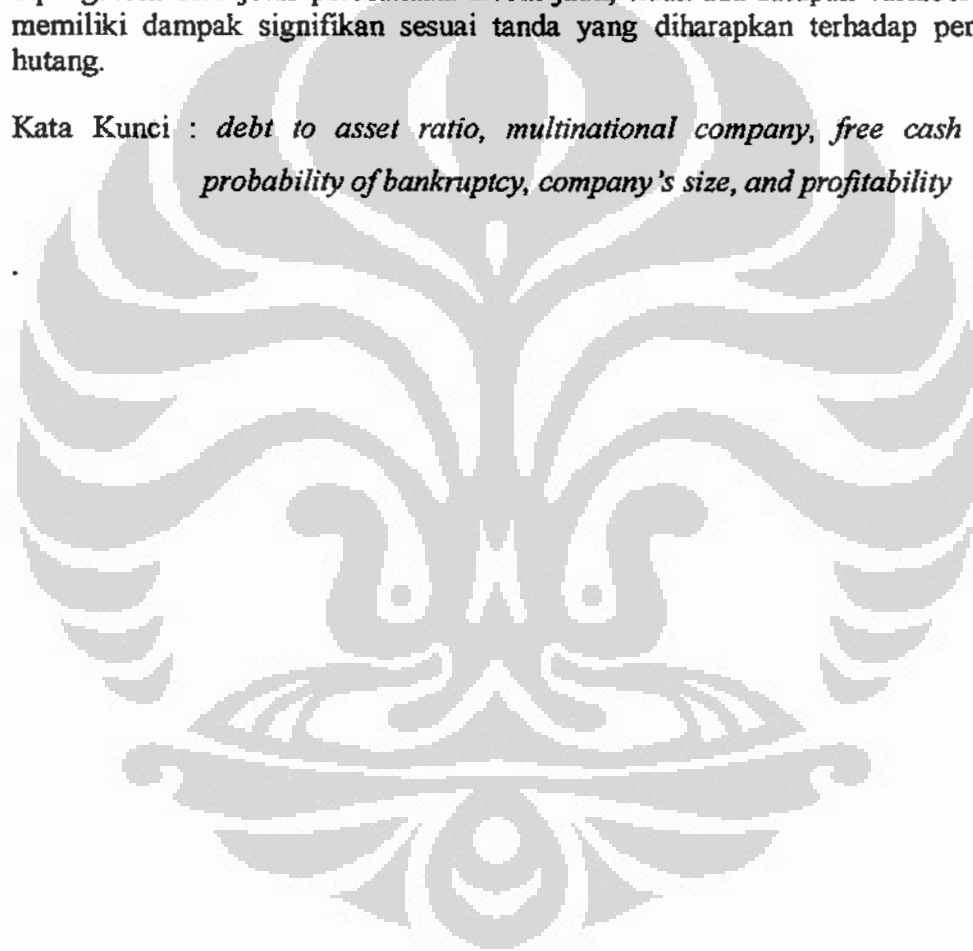 memiliki dampak signifikan sesuai tanda yang diharapkan terhadap per
hutang.
Kata Kunci : debt to asset ratio, multinational company, free cash
probability of bankruptcy, company's size, and profitability
.